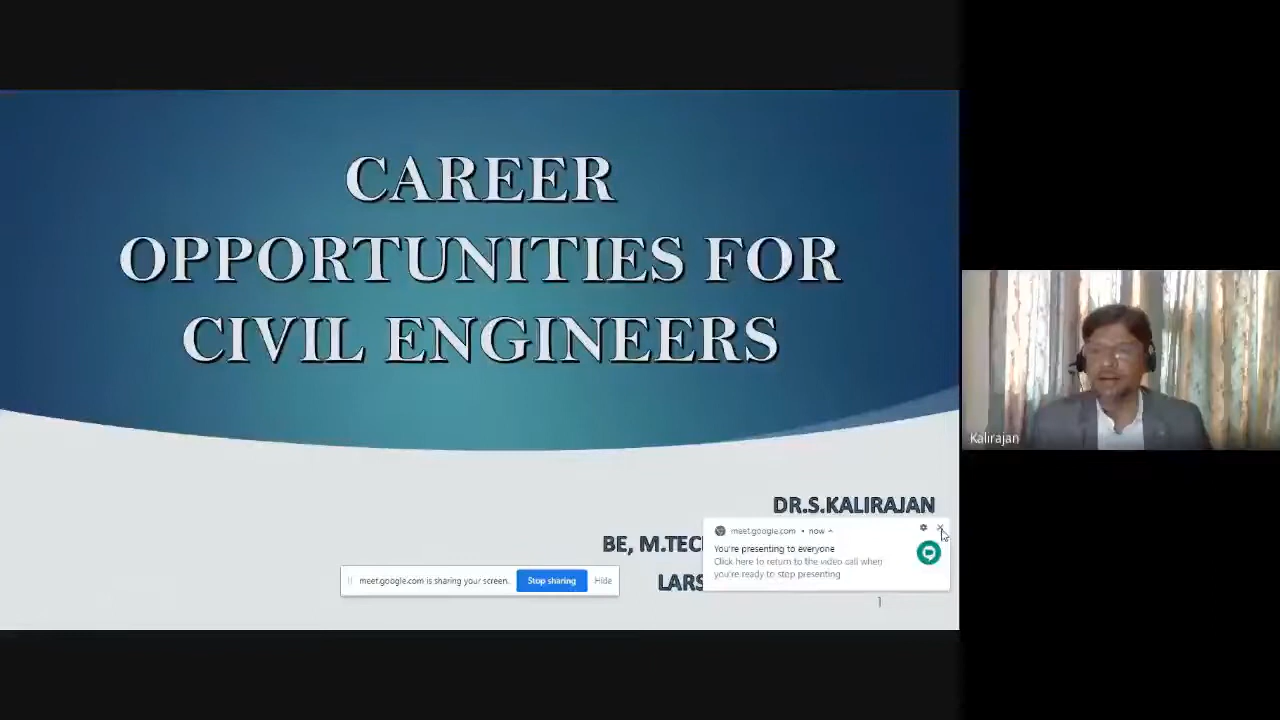 CAREER
OPPORTUNITIES FOR
CIVIL ENGINEERS
DR.S.KALIRAJAN
BE, M.TEC
LARS
1
meet.google.com • now
You're presenting to everyone
Click here to return to the video call when
you're ready to stop presenting
meet.google.com is sharing your screen.
Stop sharing
Hide
Kalirajan